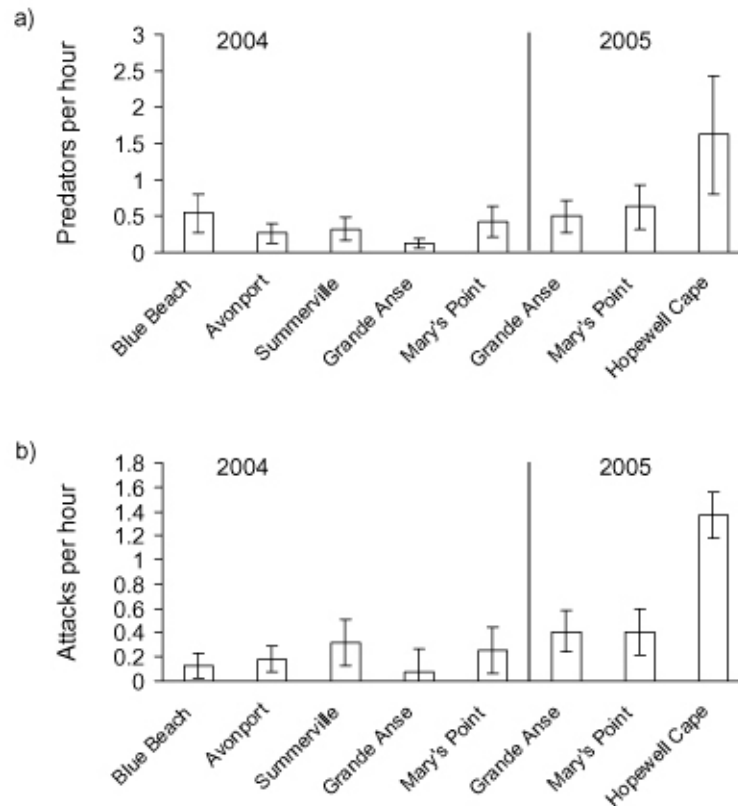 a)
2004
2005
Predators per hour
3
2.5
2
1.5
1
0.5
0
Blue Beach
Avonport
Summerville
Grande Anse
Mary's Point
Grande Anse
Mary's Point
Hopewell Cape
b)
2004
2005
Attacks per hour
1.8
1.6
1.4
1.2
1
0.8
0.6
0.4
0.2
0
Blue Beach
Avonport
Summerville
Grande Anse
Mary's Point
Grande Anse
Mary's Point
Hopewell Cape